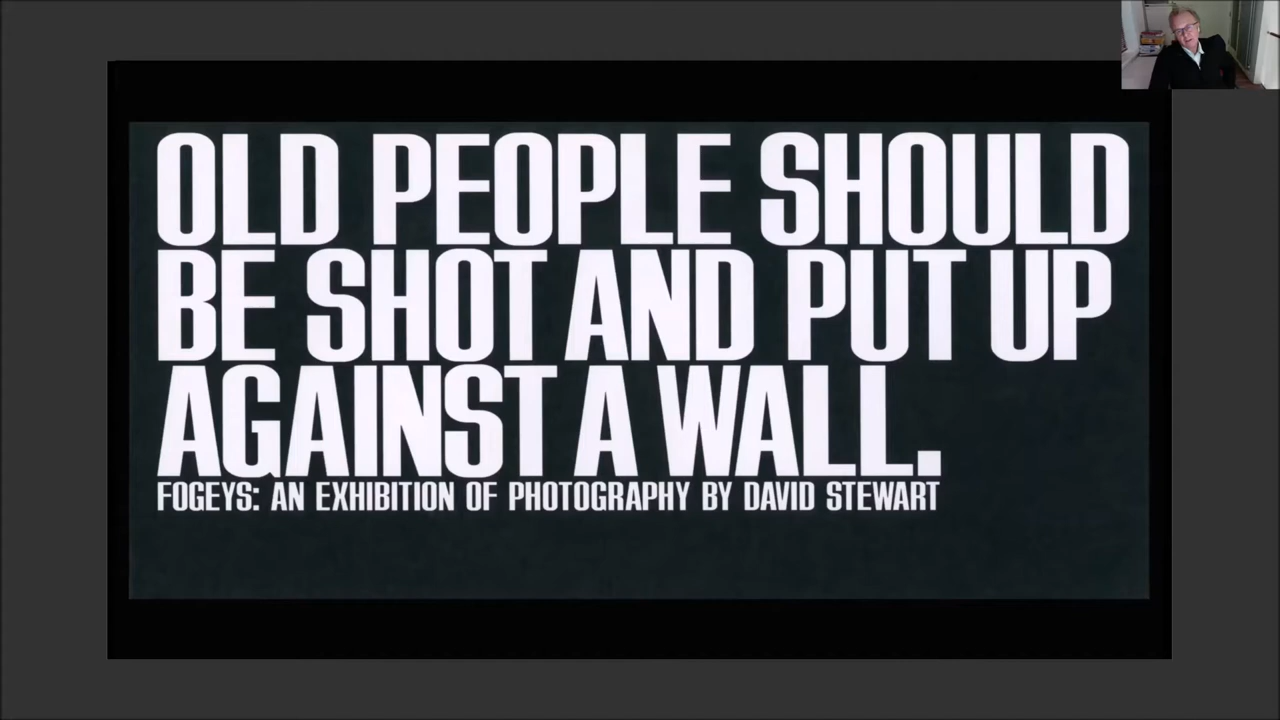 OLD PEOPLE SHOULD
BE SHOT AND PUT UP
AGAINST A WALL.
FOGEYS: AN EXHIBITION OF PHOTOGRAPHY BY DAVID STEWART